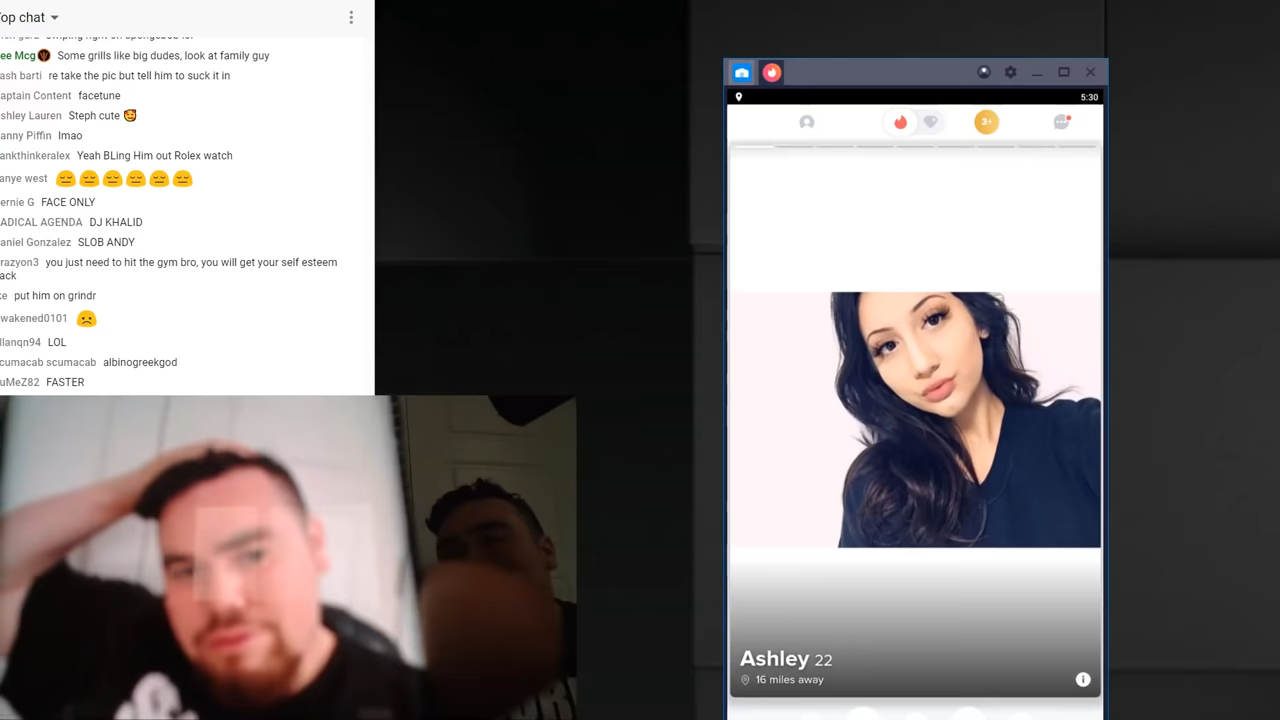 op chat
ee Mcg Some grills like big dudes, look at family guy
ash barti re take the pic but tell him to suck it in
aptain Content facetune
shley Lauren Steph cute
anny Piffin lmao
ankthinkeralex Yeah BLing Him out Rolex watch
anye west
ernie G FACE ONLY
ADICAL AGENDA DJ KHALID
aniel Gonzalez SLOB ANDY
razyon3 you just need to hit the gym bro, you will get your self esteem
ack
ke put him on grindr
wakened0101
llanqn94 LOL
cumacab scumacab albinogreekgod
uMeZ82 FASTER
5:30
3+
Ashley 22
16 miles away